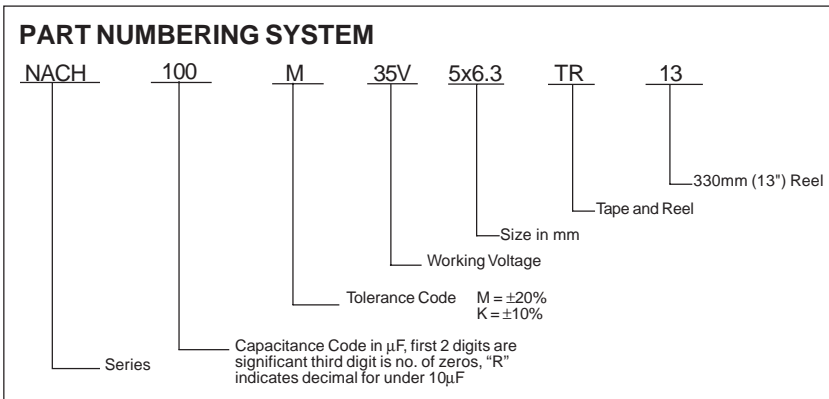 PART NUMBERING SYSTEM
NACH 100 M 35V 5x6.3 TR 13
330mm (13") Reel
Tape and Reel
Size in mm
Working Voltage
Tolerance Code M = ±20%
K = ±10%
Capacitance Code in μF, first 2 digits are
significant third digit is no. of zeros, “R”
indicates decimal for under 10μF
Series